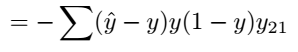 = − ∑(ŷ − y)y(1 − y)y₂₁